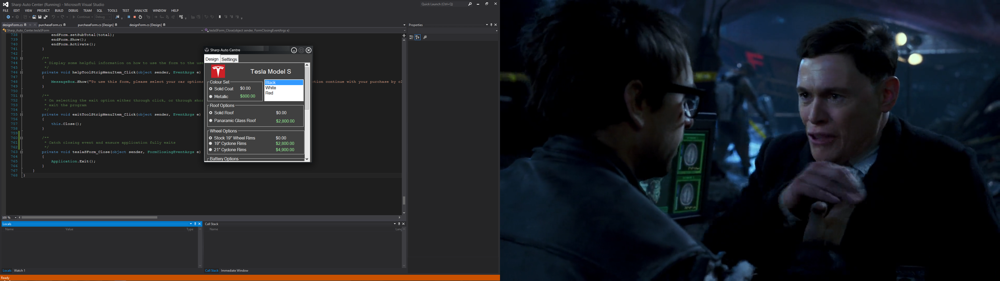 Sharp Auto Center (Running) - Microsoft Visual Studio
Quick Launch (Ctrl+Q)
FILE EDIT VIEW PROJECT BUILD DEBUG TEAM SQL TOOLS TEST ANALYZE WINDOW HELP
Continue Debug
designForm.cs purchaseForm.cs purchaseForm.cs [Design] designForm.cs [Design]
Sharp_Auto_Center.teslaSForm teslaSForm_Close(object sender, FormClosingEventArgs e)
738 endForm.setSubTotal(total);
739 endForm.Show();
740 endForm.Activate();
741 }
742
743 /**
744 * Display some helpful information on how to use the form to the use
745 */
746 private void helpToolStripMenuItem_Click(object sender, EventArgs e)
747 {
748 MessageBox.Show("To use this form, please select your car options ction continue with your purchase by cl
749 }
750
751 /**
752 * On selecting the exit option either through click, or through shor
753 * exit the program
754 */
755 private void exitToolStripMenuItem_Click(object sender, EventArgs e)
756 {
757 this.Close();
758 }
759
760 /**
761 * Catch closing event and ensure application fully exits
762 */
763 private void teslaSForm_Close(object sender, FormClosingEventArgs e)
764 {
765 Application.Exit();
766 }
767 }
768 }
100 %
Sharp Auto Centre
Design Settings
Tesla Model S
Colour Set
Solid Coat $0.00
Metallic $800.00
Black
White
Red
Roof Options
Solid Roof $0.00
Panaramic Glass Roof $2,800.00
Wheel Options
Stock 19" Wheel Rims $0.00
19" Cyclone Rims $2,800.00
21" Cyclone Rims $4,900.00
Battery Options
Properties
Locals
Name Value Type
Call Stack
Name Lang
Locals Watch 1
Call Stack Immediate Window
Ready